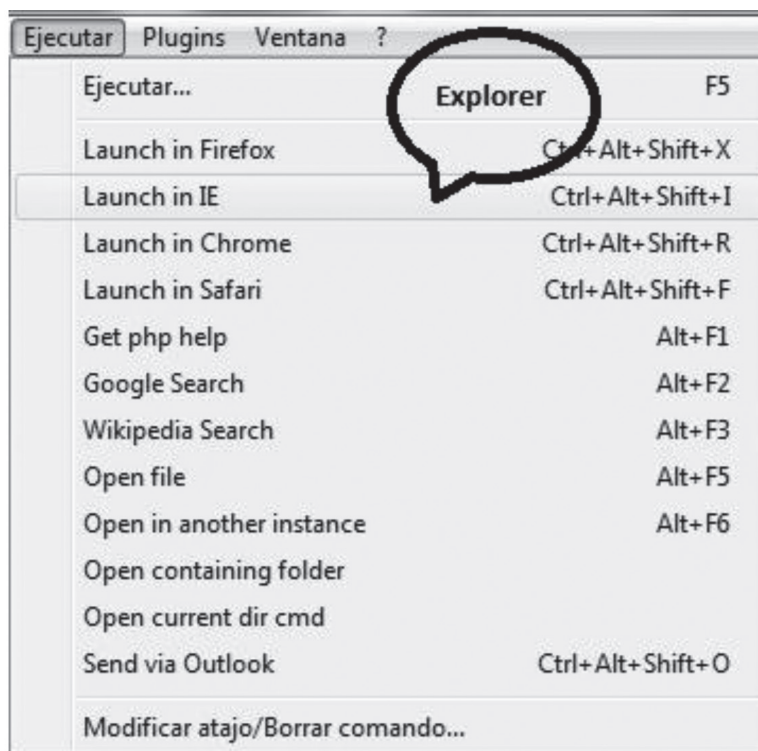 Ejecutar Plugins Ventana ?
Explorer
Ejecutar... F5
Launch in Firefox Ctrl+Alt+Shift+X
Launch in IE Ctrl+Alt+Shift+I
Launch in Chrome Ctrl+Alt+Shift+R
Launch in Safari Ctrl+Alt+Shift+F
Get php help Alt+F1
Google Search Alt+F2
Wikipedia Search Alt+F3
Open file Alt+F5
Open in another instance Alt+F6
Open containing folder
Open current dir cmd
Send via Outlook Ctrl+Alt+Shift+O
Modificar atajo/Borrar comando...